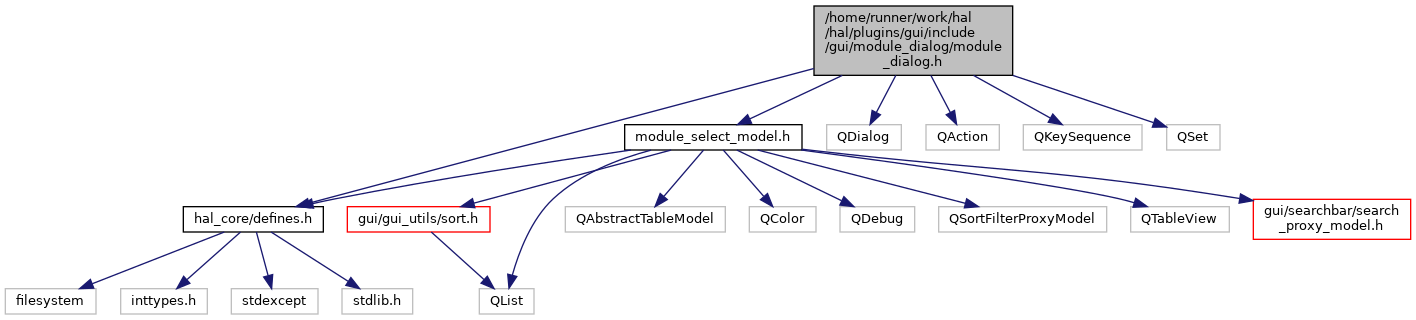 /home/runner/work/hal
/hal/plugins/gui/include
/gui/module_dialog/module
_dialog.h
module_select_model.h
QDialog
QAction
QKeySequence
QSet
hal_core/defines.h
gui/gui_utils/sort.h
QAbstractTableModel
QColor
QDebug
QSortFilterProxyModel
QTableView
gui/searchbar/search
_proxy_model.h
filesystem
inttypes.h
stdexcept
stdlib.h
QList